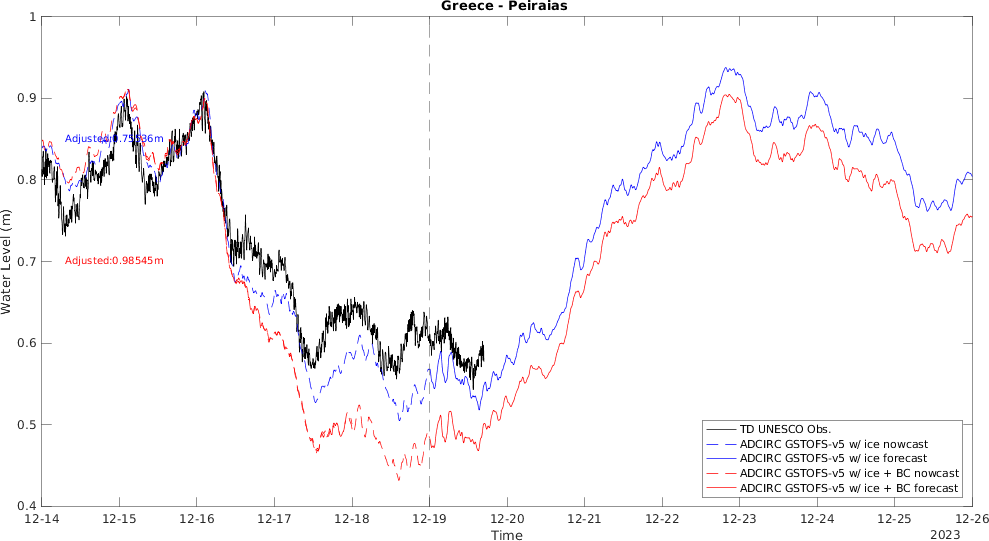 Greece - Peiraias
1
0.9
0.8
0.7
0.6
0.5
0.4
Water Level (m)
Adjusted:0.75536m
Adjusted:0.98545m
TD UNESCO Obs.
ADCIRC GSTOFS-v5 w/ ice nowcast
ADCIRC GSTOFS-v5 w/ ice forecast
ADCIRC GSTOFS-v5 w/ ice + BC nowcast
ADCIRC GSTOFS-v5 w/ ice + BC forecast
12-14 12-15 12-16 12-17 12-18 12-19 12-20 12-21 12-22 12-23 12-24 12-25 12-26
Time
2023